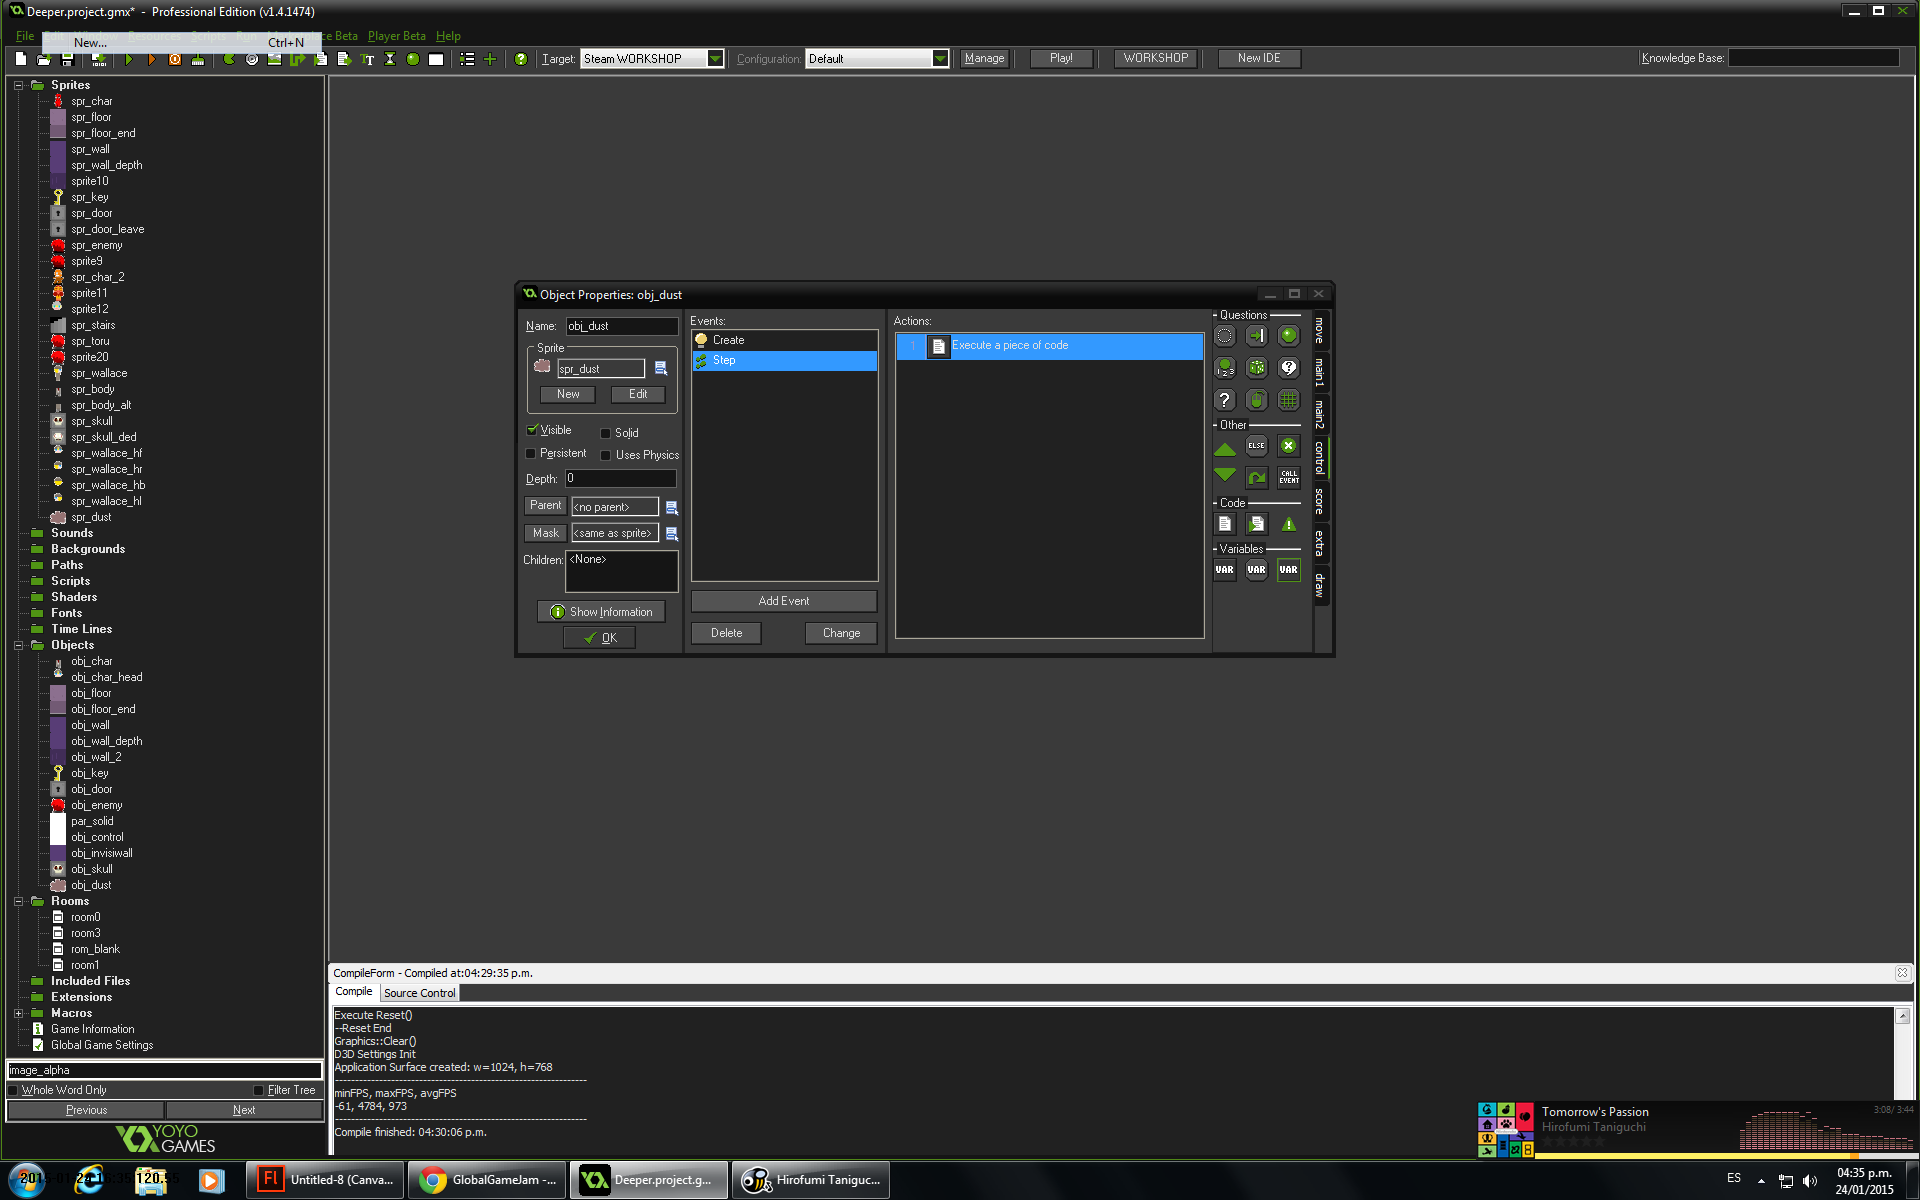 Deeper.project.gmx* - Professional Edition (v1.4.1474)
File Beta Player Beta Help
New... Ctrl+N
Target: Steam WORKSHOP Configuration: Default Manage Play! WORKSHOP New IDE Knowledge Base:
Sprites
spr_char
spr_floor
spr_floor_end
spr_wall
spr_wall_depth
sprite10
spr_key
spr_door
spr_door_leave
spr_enemy
sprite9
spr_char_2
sprite11
sprite12
spr_stairs
spr_toru
sprite20
spr_wallace
spr_body
spr_body_alt
spr_skull
spr_skull_ded
spr_wallace_hf
spr_wallace_hr
spr_wallace_hb
spr_wallace_hl
spr_dust
Sounds
Backgrounds
Paths
Scripts
Shaders
Fonts
Time Lines
Objects
obj_char
obj_char_head
obj_floor
obj_floor_end
obj_wall
obj_wall_depth
obj_wall_2
obj_key
obj_door
obj_enemy
par_solid
obj_control
obj_invisiwall
obj_skull
obj_dust
Rooms
room0
room3
rom_blank
room1
Included Files
Extensions
Macros
Game Information
Global Game Settings
image_alpha
Whole Word Only Filter Tree
Previous Next
YOYO
GAMES
Object Properties: obj_dust
Name: obj_dust
Sprite
spr_dust
New Edit
Visible Solid
Persistent Uses Physics
Depth: 0
Parent <no parent>
Mask <same as sprite>
Children: <None>
Show Information
OK
Events:
Create
Step
Add Event
Delete Change
Actions:
1 Execute a piece of code
Questions
Other
ELSE
CALL EVENT
Code
Variables
VAR VAR VAR
move
main1
main2
control
score
extra
draw
CompileForm - Compiled at:04:29:35 p.m.
Compile Source Control
Execute Reset()
--Reset End
Graphics::Clear()
D3D Settings Init
Application Surface created: w=1024, h=768
minFPS, maxFPS, avgFPS
-61, 4784, 973
Compile finished: 04:30:06 p.m.
Tomorrow's Passion 3:08/ 3:44
Hirofumi Taniguchi
Untitled-8 (Canva...
GlobalGameJam -...
Deeper.project.g...
Hirofumi Taniguc...
ES
04:35 p.m.
24/01/2015